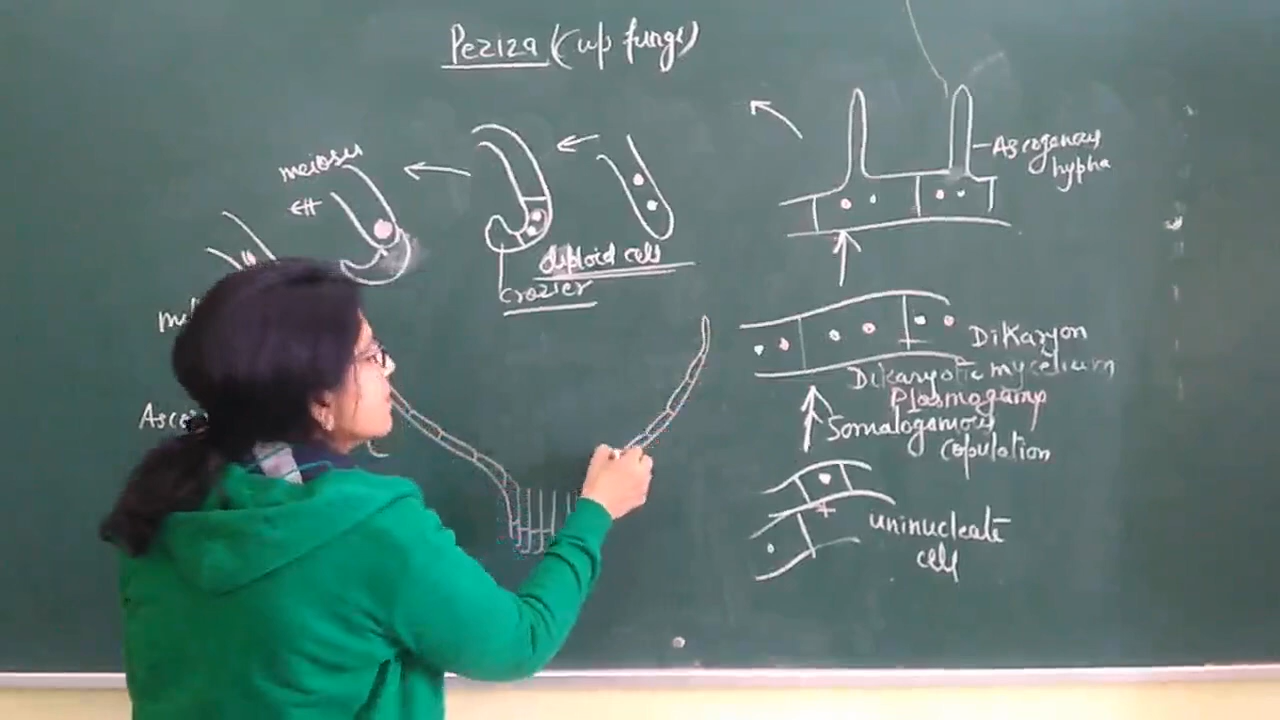 Peziza (Cup fungi)
meiosis
diploid cell
Crozier
Ascogenous
hypha
Dikaryon
Dikaryotic mycelium
Plasmogamy
Somatogamous
copulation
uninucleate
cell